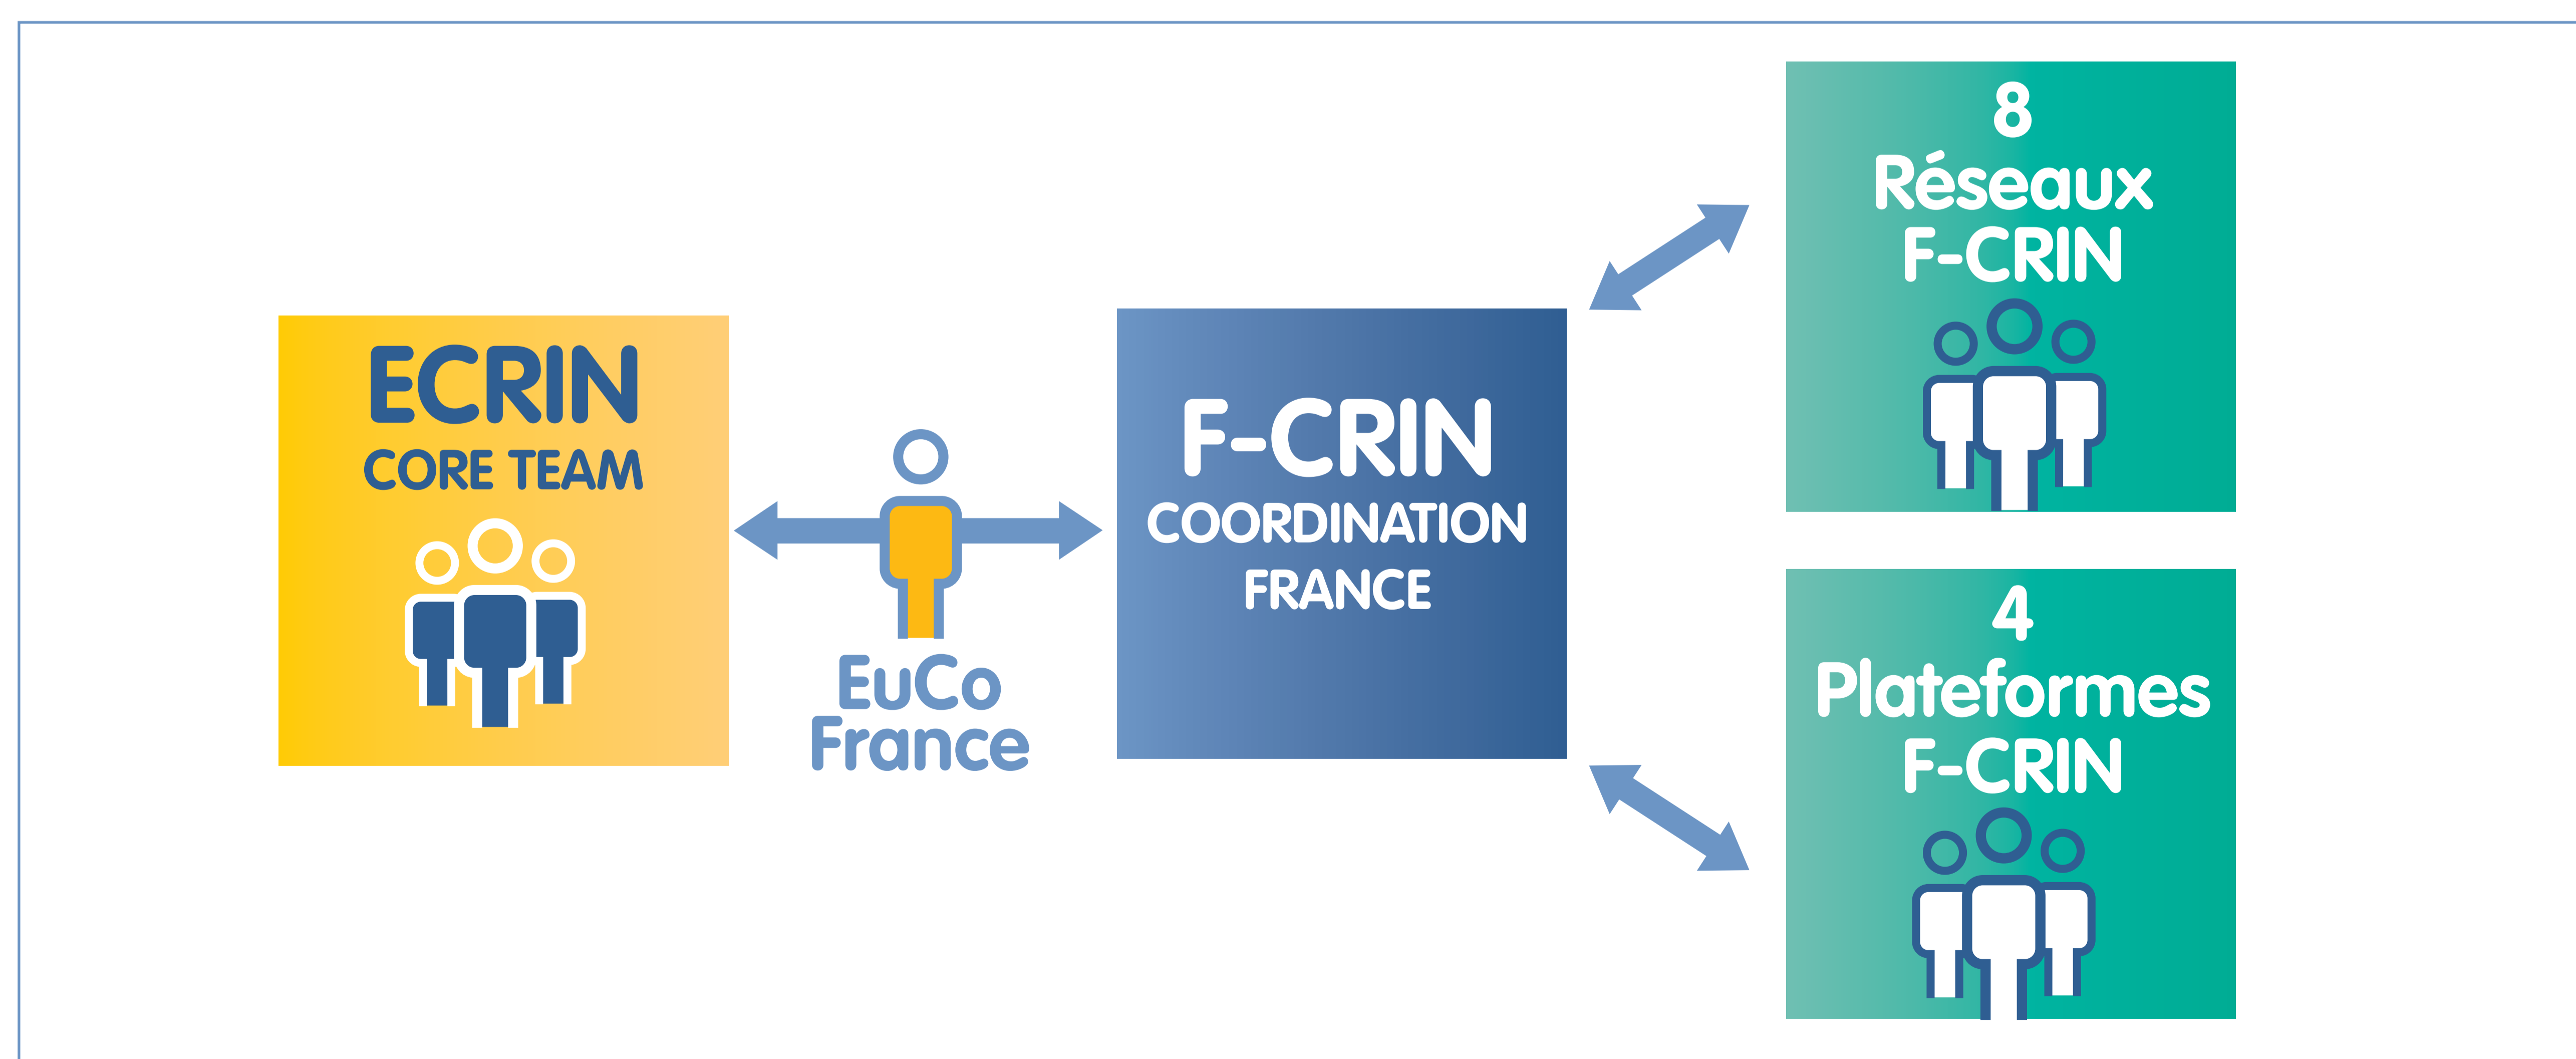 ECRIN
CORE TEAM
EuCo
France
F-CRIN
COORDINATION
FRANCE
8
Réseaux
F-CRIN
4
Plateformes
F-CRIN